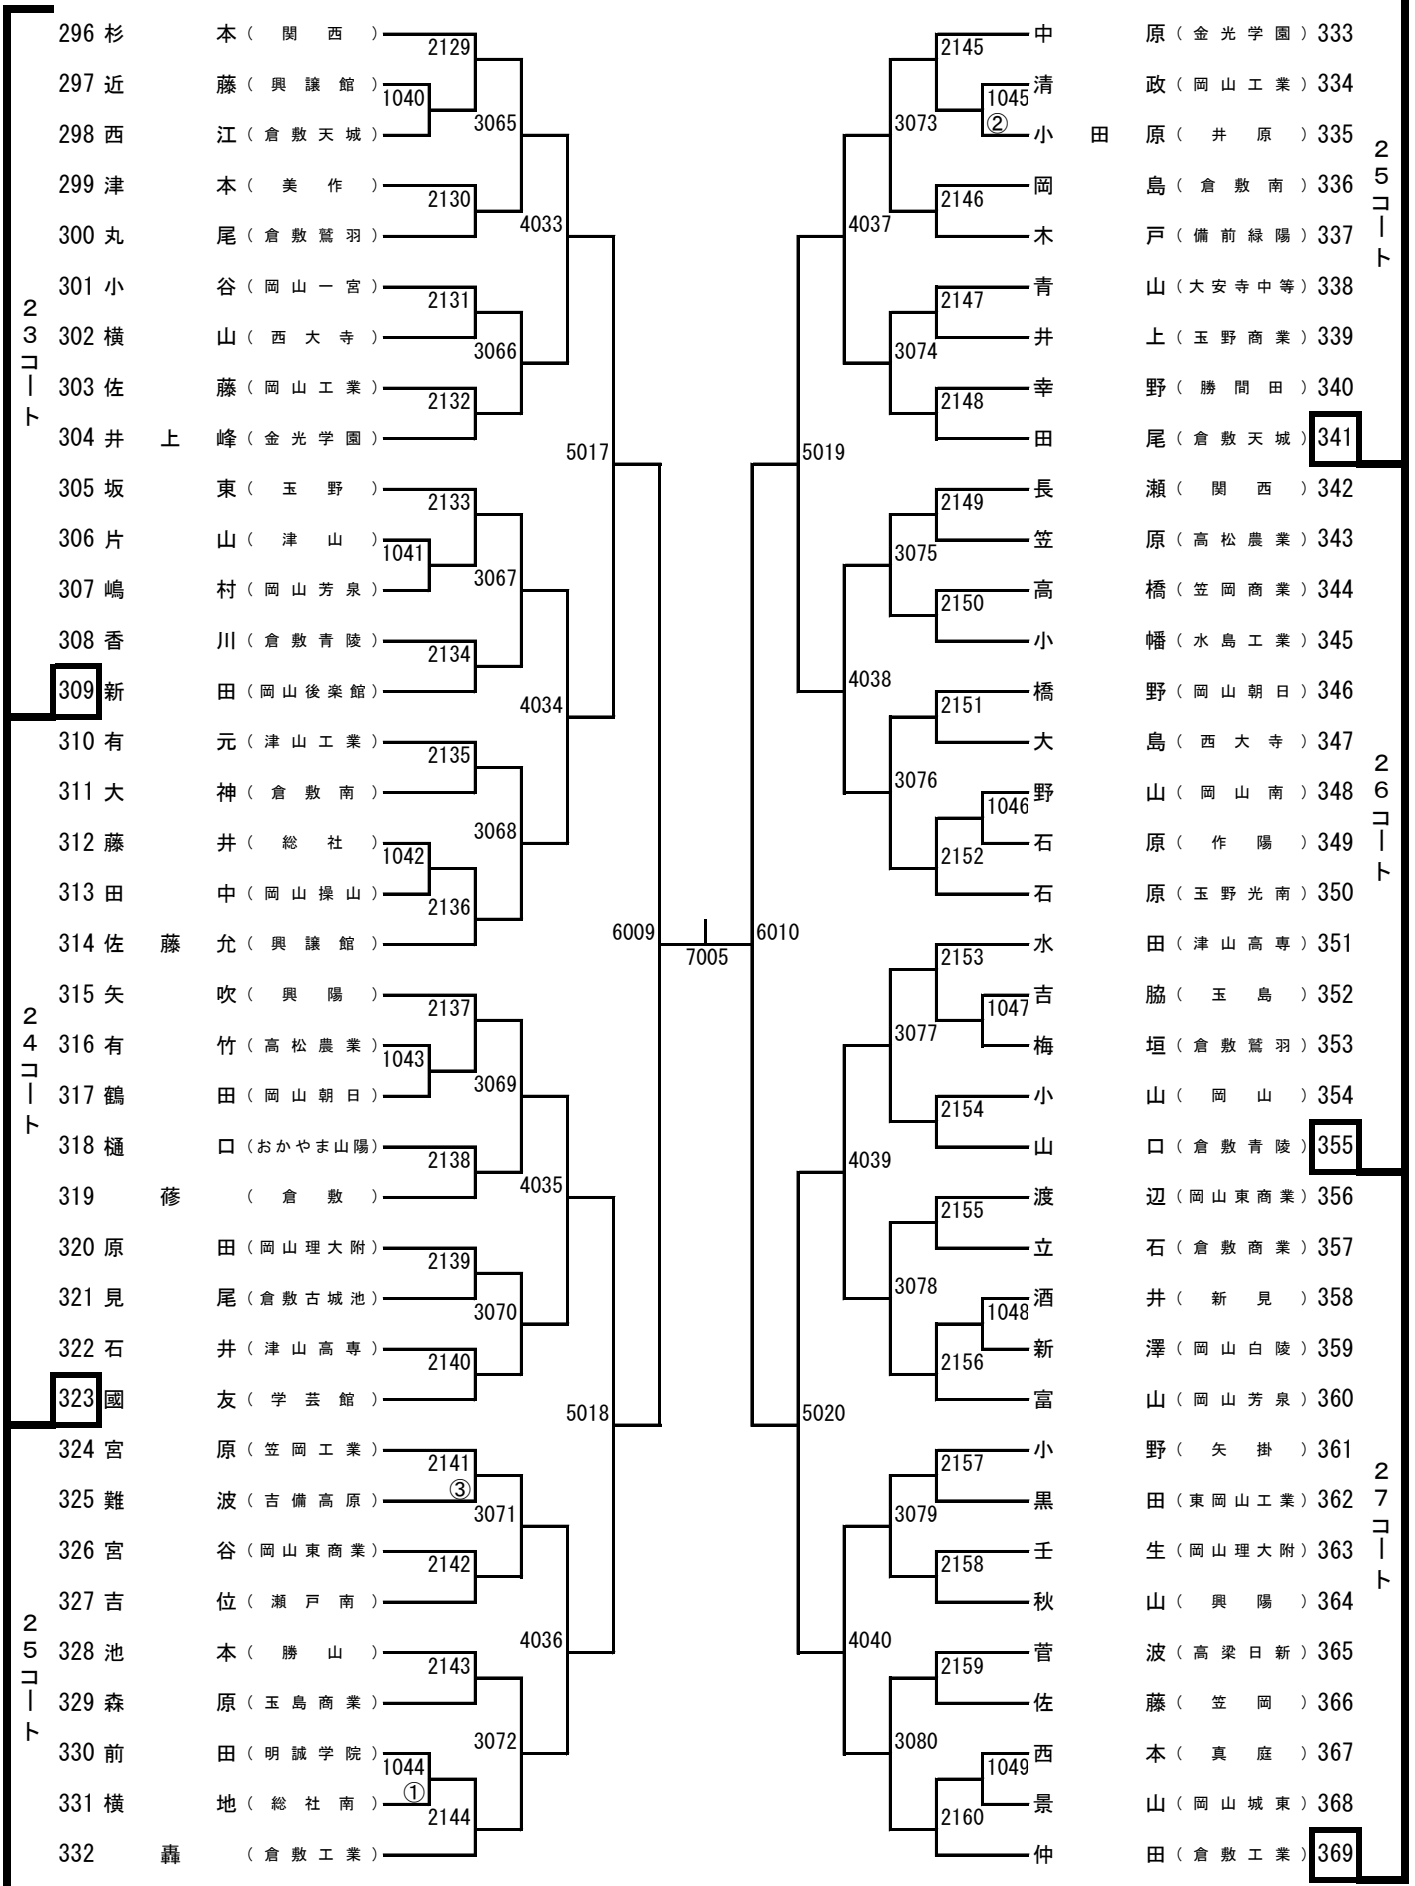 296 杉 本 ( 関 西 )
2129
297 近 藤 ( 興 譲 館 )
1040
298 西 江 ( 倉 敷 天 城 )
3065
299 津 本 ( 美 作 )
2130
300 丸 尾 ( 倉 敷 鷲 羽 )
4033
301 小 谷 ( 岡 山 一 宮 )
2131
302 横 山 ( 西 大 寺 )
3066
303 佐 藤 ( 岡 山 工 業 )
2132
304 井 上 峰 ( 金 光 学 園 )
5017
305 坂 東 ( 玉 野 )
2133
306 片 山 ( 津 山 )
1041
307 嶋 村 ( 岡 山 芳 泉 )
3067
308 香 川 ( 倉 敷 青 陵 )
2134
309 新 田 ( 岡 山 後 楽 館 )
4034
23コート
310 有 元 ( 津 山 工 業 )
2135
311 大 神 ( 倉 敷 南 )
3068
312 藤 井 ( 総 社 )
1042
313 田 中 ( 岡 山 操 山 )
2136
314 佐 藤 允 ( 興 譲 館 )
6009
7005
315 矢 吹 ( 興 陽 )
2137
316 有 竹 ( 高 松 農 業 )
1043
317 鶴 田 ( 岡 山 朝 日 )
3069
318 樋 口 ( おかやま山陽 )
2138
319 蓚 ( 倉 敷 )
4035
320 原 田 ( 岡 山 理 大 附 )
2139
321 見 尾 ( 倉 敷 古 城 池 )
3070
322 石 井 ( 津 山 高 専 )
2140
323 國 友 ( 学 芸 館 )
24コート
5018
324 宮 原 ( 笠 岡 工 業 )
2141
③
325 難 波 ( 吉 備 高 原 )
3071
326 宮 谷 ( 岡 山 東 商 業 )
2142
327 吉 位 ( 瀬 戸 南 )
4036
328 池 本 ( 勝 山 )
2143
329 森 原 ( 玉 島 商 業 )
3072
330 前 田 ( 明 誠 学 院 )
1044
①
331 横 地 ( 総 社 南 )
2144
332 轟 ( 倉 敷 工 業 )
25コート
中 原 ( 金 光 学 園 ) 333
2145
清 政 ( 岡 山 工 業 ) 334
1045
②
小 田 原 ( 井 原 ) 335
3073
岡 島 ( 倉 敷 南 ) 336
2146
木 戸 ( 備 前 緑 陽 ) 337
4037
青 山 ( 大 安 寺 中 等 ) 338
2147
井 上 ( 玉 野 商 業 ) 339
3074
幸 野 ( 勝 間 田 ) 340
2148
田 尾 ( 倉 敷 天 城 ) 341
25コート
5019
長 瀬 ( 関 西 ) 342
2149
笠 原 ( 高 松 農 業 ) 343
3075
高 橋 ( 笠 岡 商 業 ) 344
2150
小 幡 ( 水 島 工 業 ) 345
4038
橋 野 ( 岡 山 朝 日 ) 346
2151
大 島 ( 西 大 寺 ) 347
3076
野 山 ( 岡 山 南 ) 348
1046
石 原 ( 作 陽 ) 349
2152
石 原 ( 玉 野 光 南 ) 350
6010
水 田 ( 津 山 高 専 ) 351
2153
吉 脇 ( 玉 島 ) 352
1047
梅 垣 ( 倉 敷 鷲 羽 ) 353
3077
小 山 ( 岡 山 ) 354
2154
山 口 ( 倉 敷 青 陵 ) 355
26コート
4039
渡 辺 ( 岡 山 東 商 業 ) 356
2155
立 石 ( 倉 敷 商 業 ) 357
3078
酒 井 ( 新 見 ) 358
1048
新 澤 ( 岡 山 白 陵 ) 359
2156
富 山 ( 岡 山 芳 泉 ) 360
5020
小 野 ( 矢 掛 ) 361
2157
黒 田 ( 東 岡 山 工 業 ) 362
3079
壬 生 ( 岡 山 理 大 附 ) 363
2158
秋 山 ( 興 陽 ) 364
4040
菅 波 ( 高 梁 日 新 ) 365
2159
佐 藤 ( 笠 岡 ) 366
3080
西 本 ( 真 庭 ) 367
1049
景 山 ( 岡 山 城 東 ) 368
2160
仲 田 ( 倉 敷 工 業 ) 369
27コート